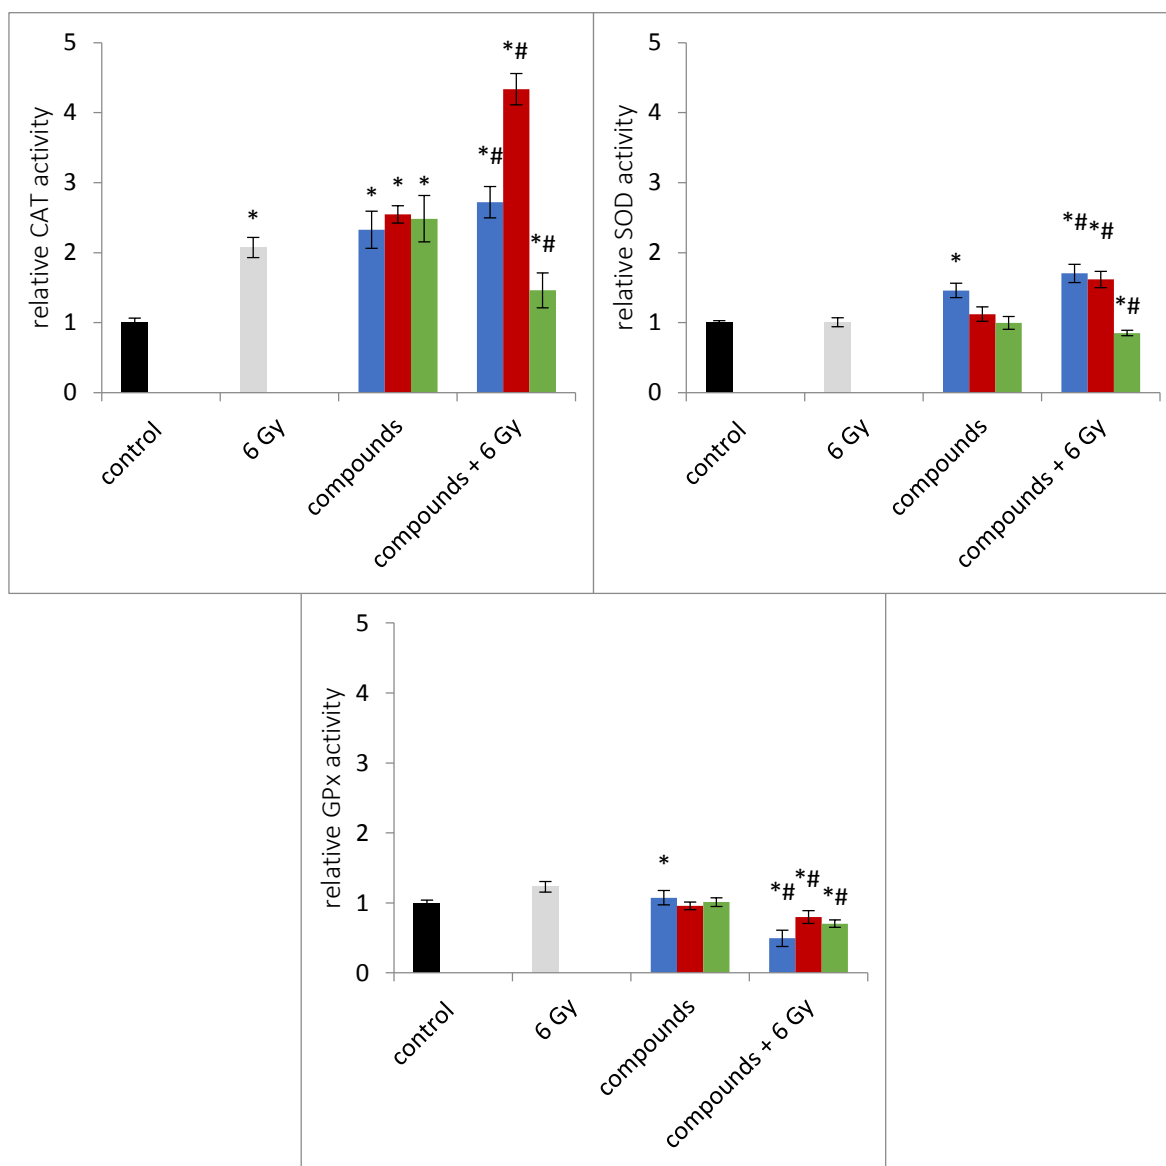 relative CAT activity
5
4
3
2
1
0
*
* * *
*#
*#
*#
control
6 Gy
compounds
compounds + 6 Gy
relative SOD activity
5
4
3
2
1
0
*
*#
*#
*#
control
6 Gy
compounds
compounds + 6 Gy
relative GPx activity
5
4
3
2
1
0
*
*#
*#
*#
control
6 Gy
compounds
compounds + 6 Gy